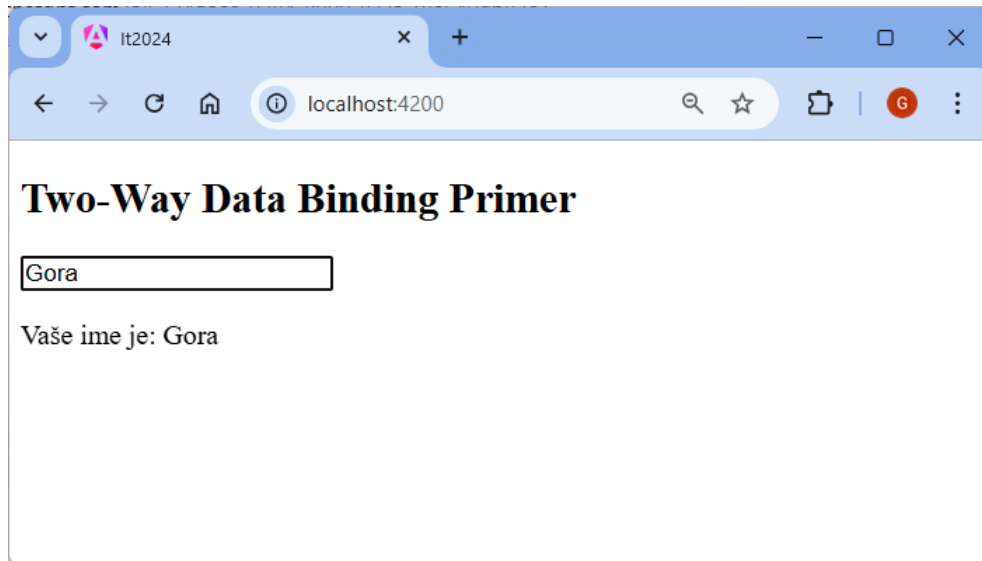 It2024
localhost:4200
G
Two-Way Data Binding Primer
Gora
Vaše ime je: Gora